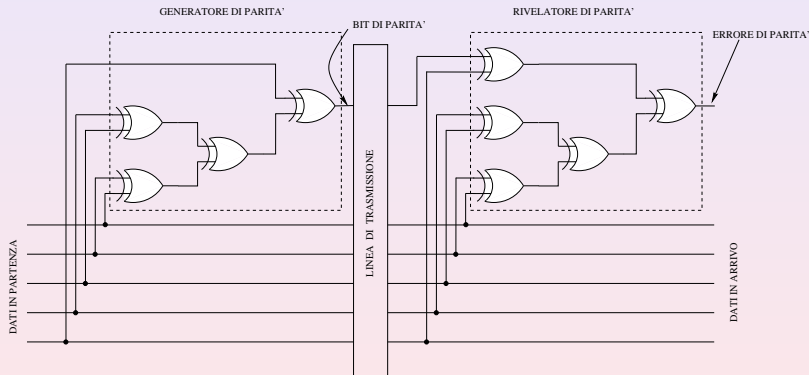 GENERATORE DI PARITA'
BIT DI PARITA'
RIVELATORE DI PARITA'
ERRORE DI PARITA'
LINEA DI TRASMISSIONE
DATI IN PARTENZA
DATI IN ARRIVO